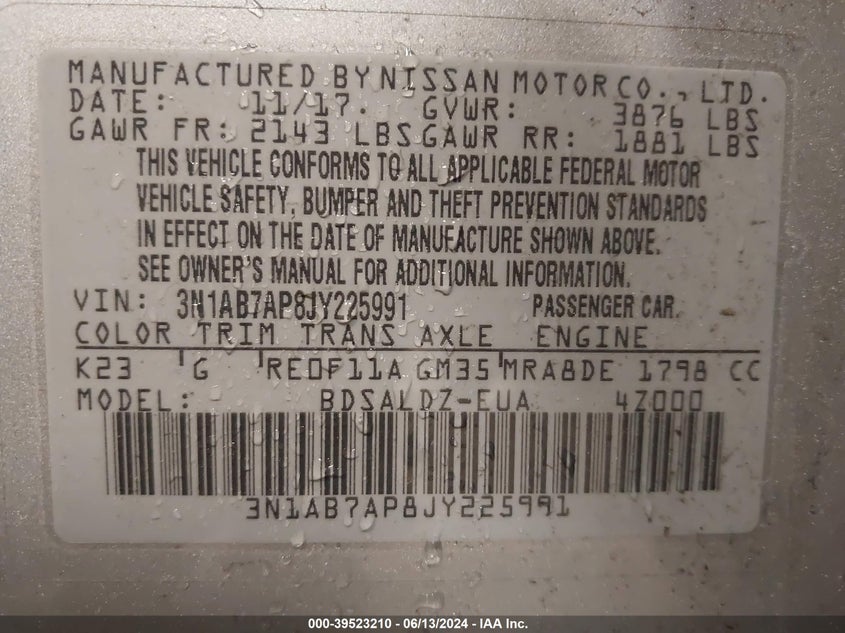 MANUFACTURED BY NISSAN MOTOR CO., LTD.
DATE: 11/17. GVWR: 3876 LBS
GAWR FR: 2143 LBS GAWR RR: 1881 LBS
THIS VEHICLE CONFORMS TO ALL APPLICABLE FEDERAL MOTOR
VEHICLE SAFETY, BUMPER AND THEFT PREVENTION STANDARDS
IN EFFECT ON THE DATE OF MANUFACTURE SHOWN ABOVE.
SEE OWNER'S MANUAL FOR ADDITIONAL INFORMATION.
VIN: 3N1AB7AP8JY225991 PASSENGER CAR.
COLOR TRIM TRANS AXLE ENGINE
K23 G RE0F11A GM35 MRA8DE 1798 CC
MODEL: BDSALDZ-EUA 4Z000
3N1AB7AP8JY225991
000-39523210 - 06/13/2024 - IAA Inc.